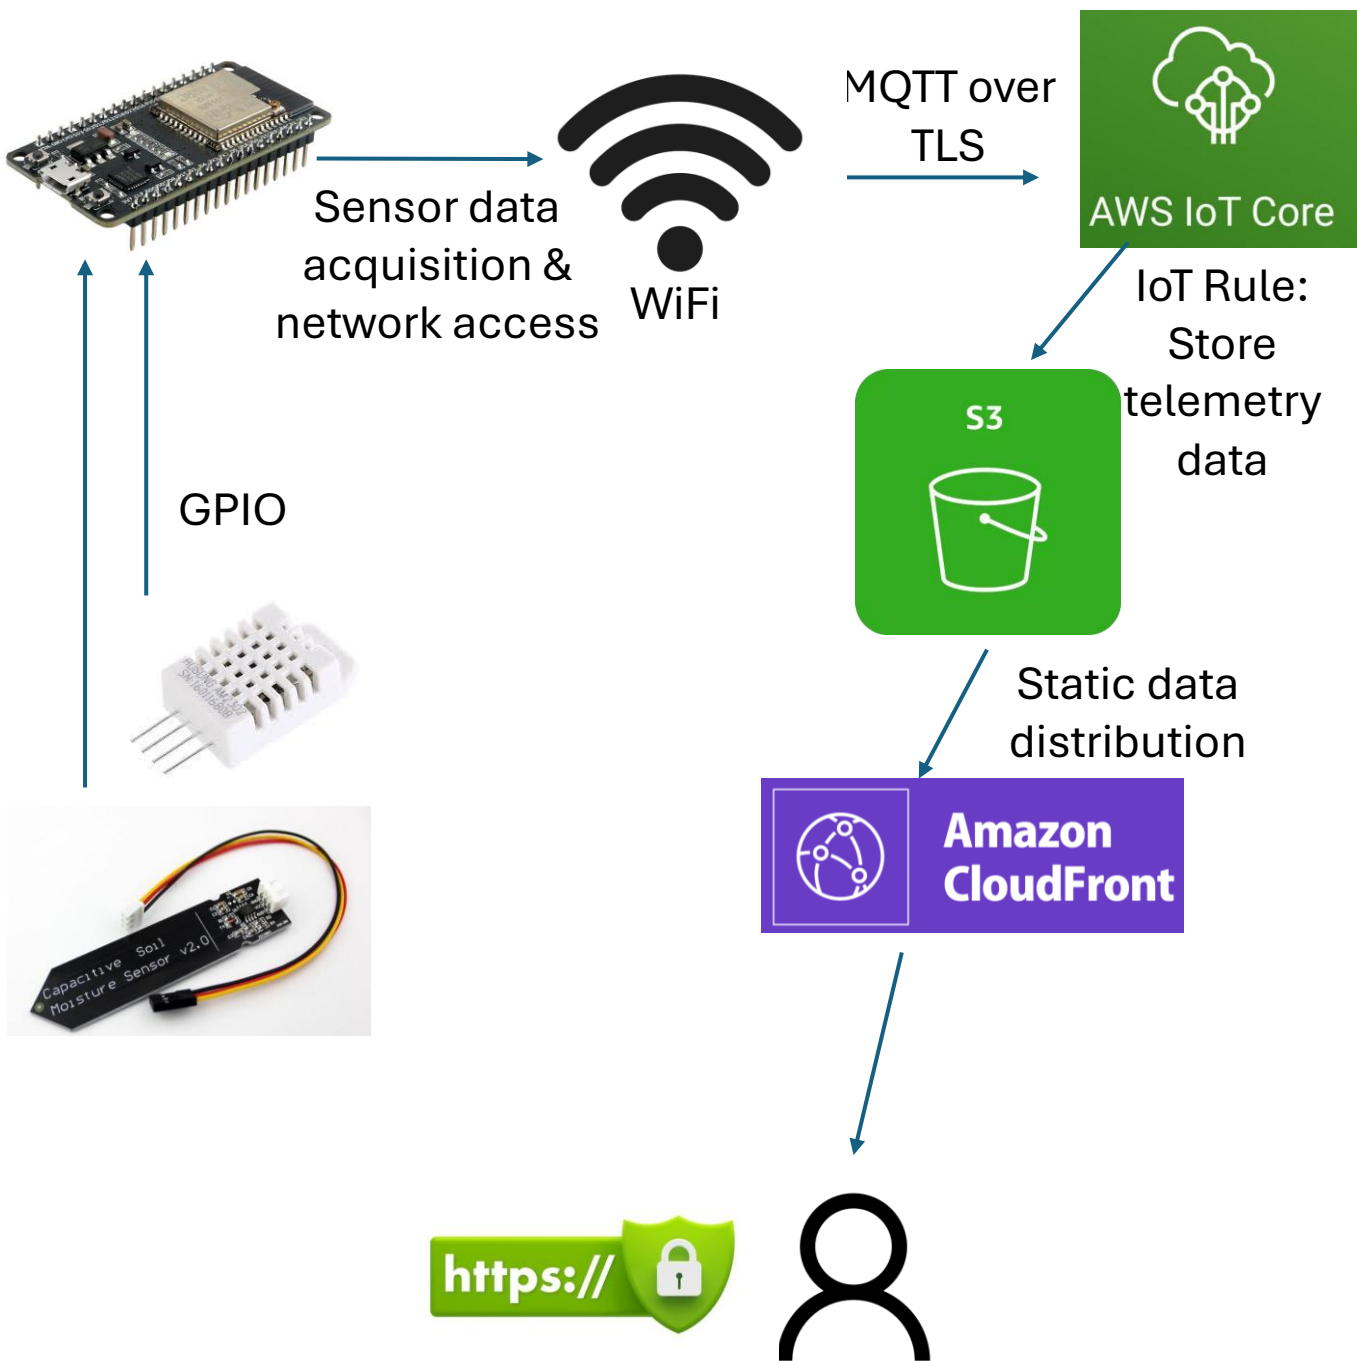 MQTT over
TLS
AWS IoT Core
Sensor data
acquisition &
network access
WiFi
IoT Rule:
Store
telemetry
data
S3
GPIO
Static data
distribution
Amazon
CloudFront
Capacitive Soil
Moisture Sensor v2.0
https://